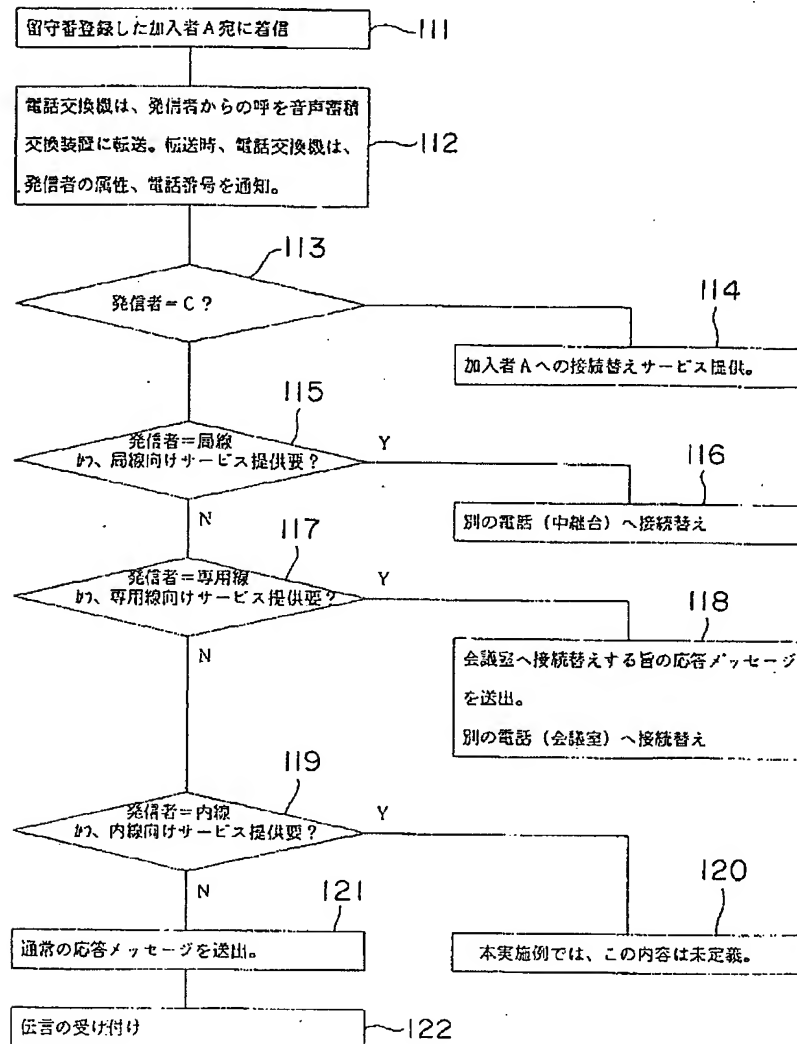 留守番登録した加入者A宛に着信
111
電話交換機は、発信者からの呼を音声蓄積
交換装置に転送。転送時、電話交換機は、
発信者の属性、電話番号を通知。
112
113
発信者=C?
114
加入者Aへの接続替えサービス提供。
115
発信者=局線
かつ、局線向けサービス提供要?
Y
116
別の電話(中継台)へ接続替え
N
117
発信者=専用線
かつ、専用線向けサービス提供要?
Y
118
会議室へ接続替えする旨の応答メッセージ
を送出。
別の電話(会議室)へ接続替え
N
119
発信者=内線
かつ、内線向けサービス提供要?
Y
120
本実施例では、この内容は未定義。
N
121
通常の応答メッセージを送出。
伝言の受け付け
122